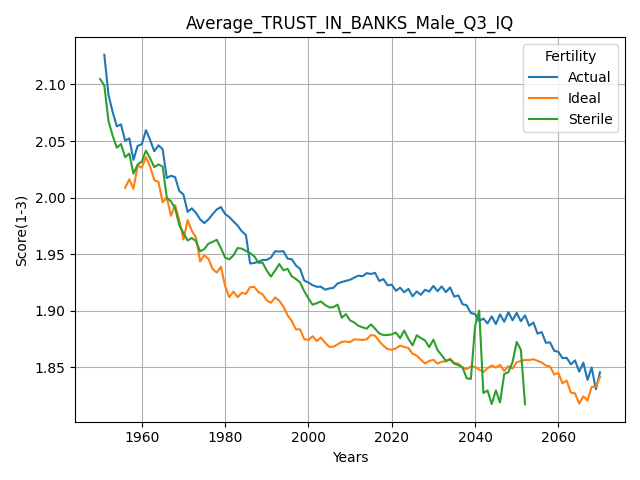 Average_TRUST_IN_BANKS_Male_Q3_IQ
Fertility
Actual
Ideal
Sterile
Score(1-3)
2.10
2.05
2.00
1.95
1.90
1.85
1960
1980
2000
2020
2040
2060
Years